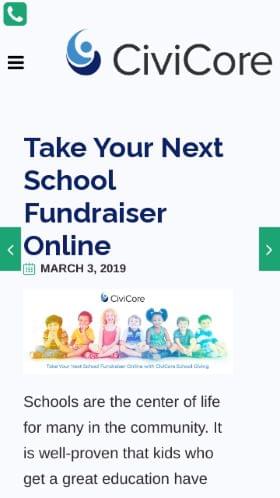 CiviCore
Take Your Next
School
Fundraiser
Online
MARCH 3, 2019
CiviCore
Take Your Next School Fundraiser Online with CiviCore School Giving
Schools are the center of life
for many in the community. It
is well-proven that kids who
get a great education have